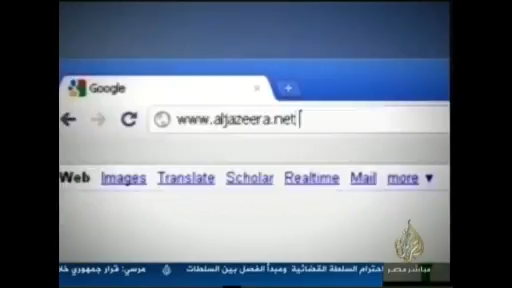 Google
www.aljazeera.net
Web Images Translate Scholar Realtime Mail more ▼
مباشر مصر
احترام السلطة القضائية ومبدأ الفصل بين السلطات مرسي: قرار جمهوري